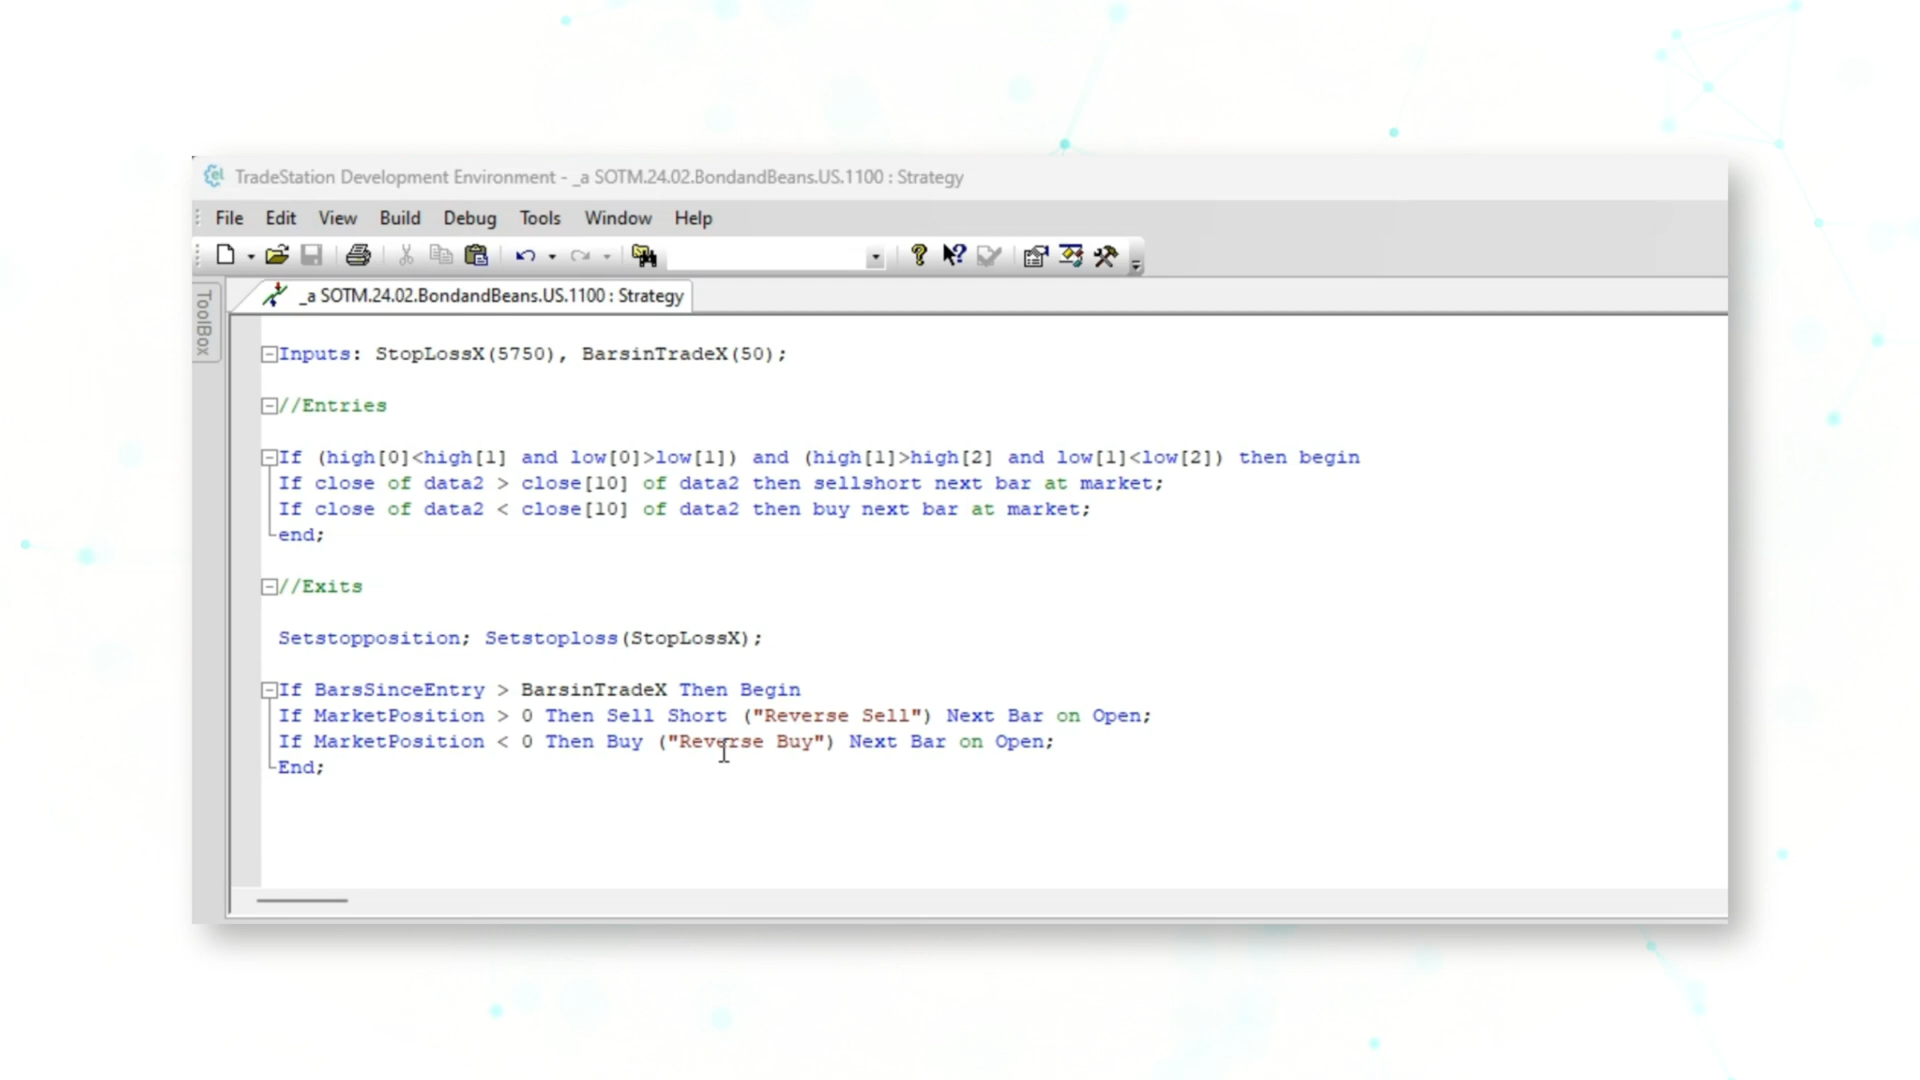 TradeStation Development Environment - _a SOTM.24.02.BondandBeans.US.1100 : Strategy
File Edit View Build Debug Tools Window Help
_a SOTM.24.02.BondandBeans.US.1100 : Strategy
ToolBox
Inputs: StopLossX(5750), BarsinTradeX(50);
//Entries
If (high[0]<high[1] and low[0]>low[1]) and (high[1]>high[2] and low[1]<low[2]) then begin
If close of data2 > close[10] of data2 then sellshort next bar at market;
If close of data2 < close[10] of data2 then buy next bar at market;
end;
//Exits
Setstopposition; Setstoploss(StopLossX);
If BarsSinceEntry > BarsinTradeX Then Begin
If MarketPosition > 0 Then Sell Short ("Reverse Sell") Next Bar on Open;
If MarketPosition < 0 Then Buy ("Reverse Buy") Next Bar on Open;
End;